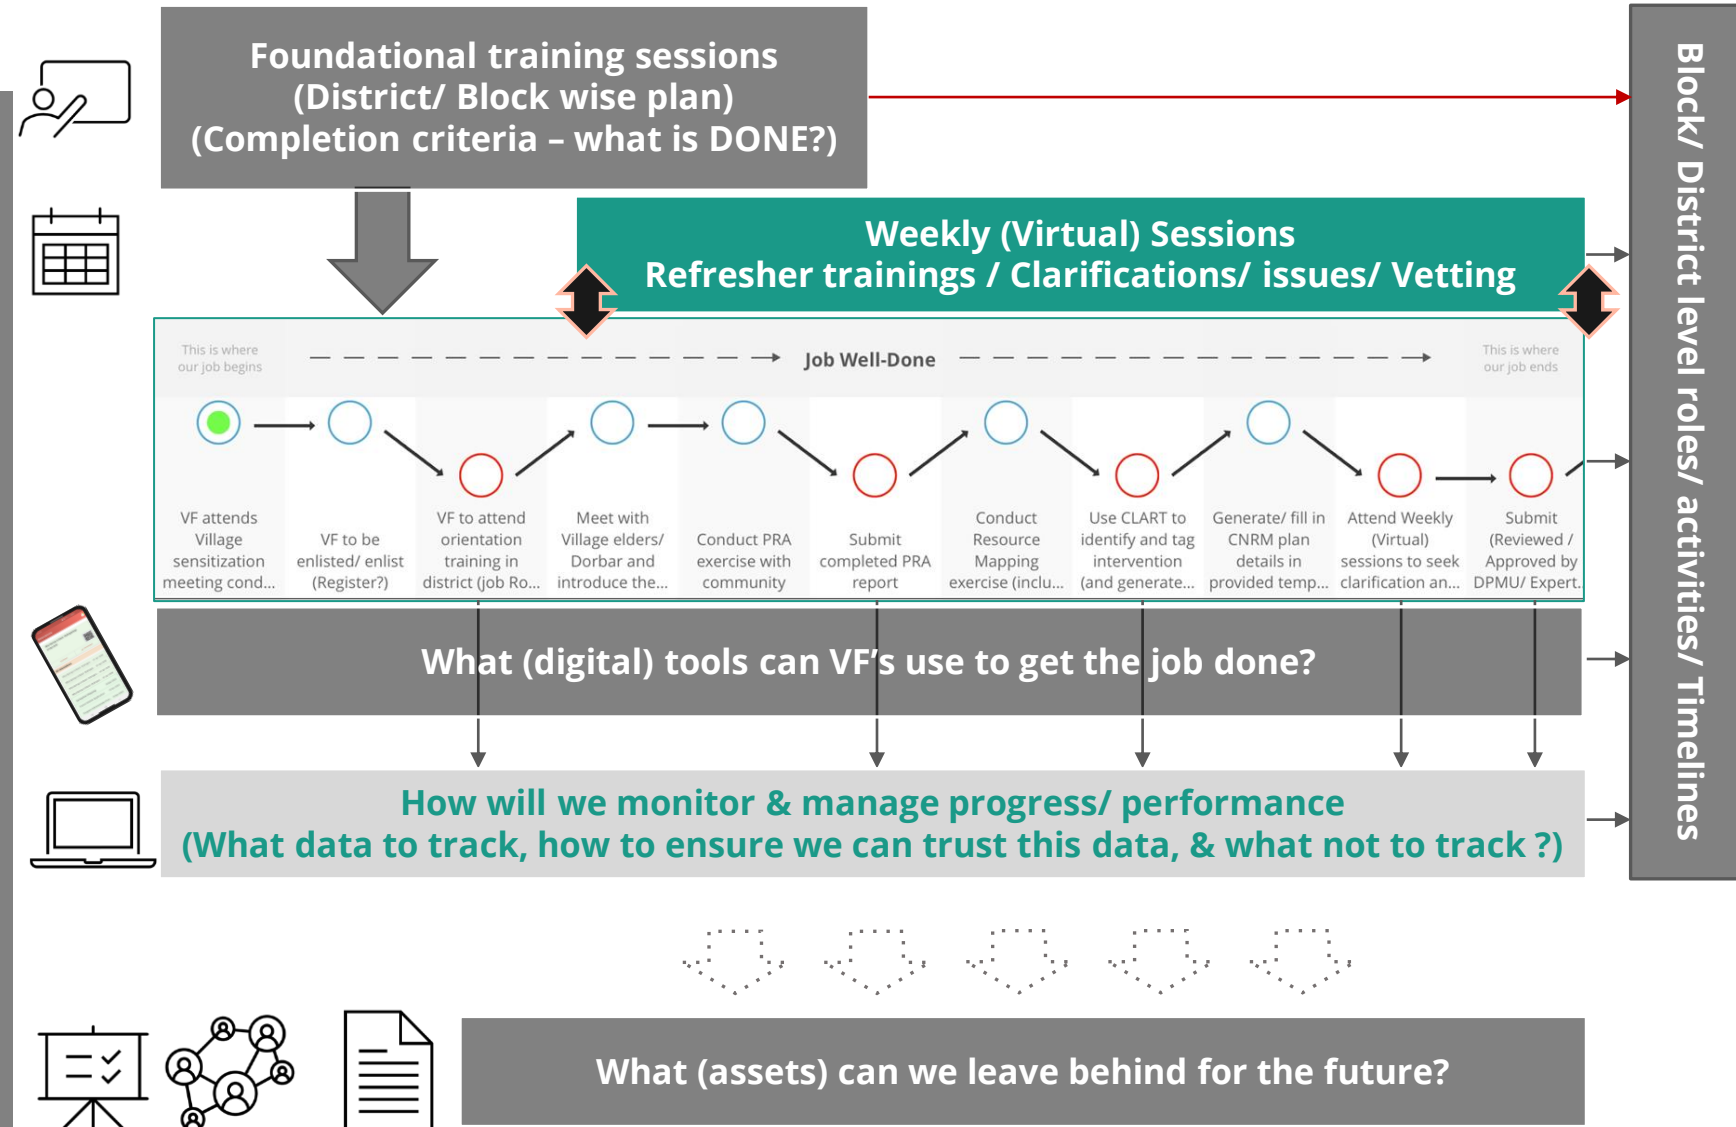 Foundational training sessions
(District/ Block wise plan)
(Completion criteria – what is DONE?)
Weekly (Virtual) Sessions
Refresher trainings / Clarifications/ issues/ Vetting
This is where
our job begins
Job Well-Done
This is where
our job ends
VF attends
Village
sensitization
meeting cond...
VF to be
enlisted/ enlist
(Register?)
VF to attend
orientation
training in
district (job Ro...
Meet with
Village elders/
Dorbar and
introduce the...
Conduct PRA
exercise with
community
Submit
completed PRA
report
Conduct
Resource
Mapping
exercise (inclu...
Use CLART to
identify and tag
intervention
(and generate...
Generate/ fill in
CNRM plan
details in
provided temp...
Attend Weekly
(Virtual)
sessions to seek
clarification an...
Submit
(Reviewed /
Approved by
DPMU/ Expert..
What (digital) tools can VF’s use to get the job done?
How will we monitor & manage progress/ performance
(What data to track, how to ensure we can trust this data, & what not to track ?)
What (assets) can we leave behind for the future?
Block/ District level roles/ activities/ Timelines